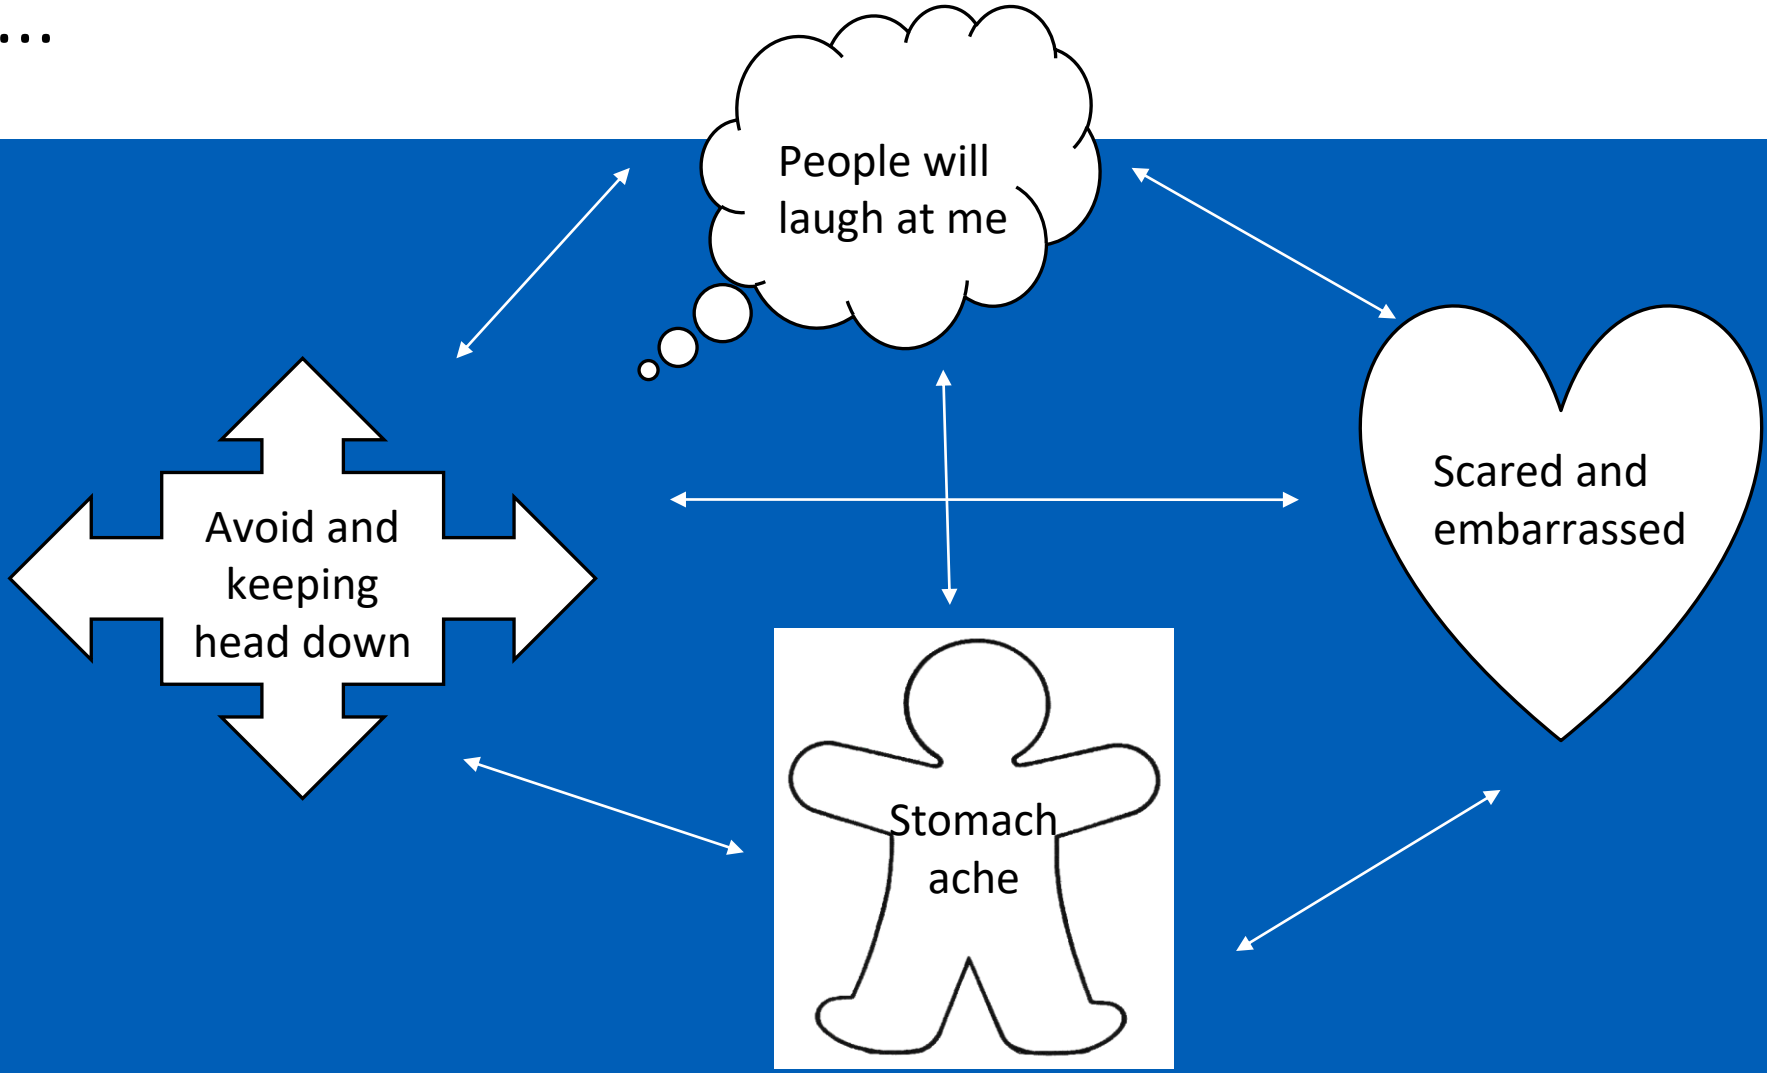 ...
People will
laugh at me
Scared and
embarrassed
Avoid and
keeping
head down
Stomach
ache